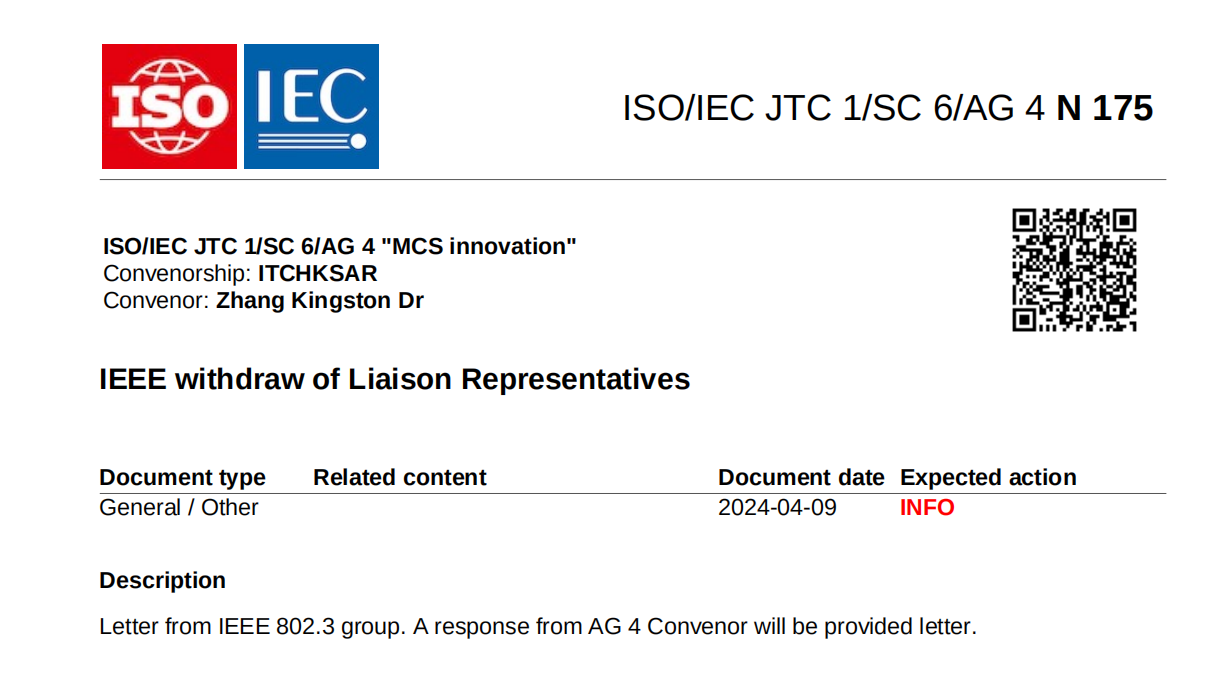 ISO IEC
ISO/IEC JTC 1/SC 6/AG 4 N 175
ISO/IEC JTC 1/SC 6/AG 4 "MCS innovation"
Convenorship: ITCHKSAR
Convenor: Zhang Kingston Dr
IEEE withdraw of Liaison Representatives
Document type Related content Document date Expected action
General / Other 2024-04-09 INFO
Description
Letter from IEEE 802.3 group. A response from AG 4 Convenor will be provided letter.